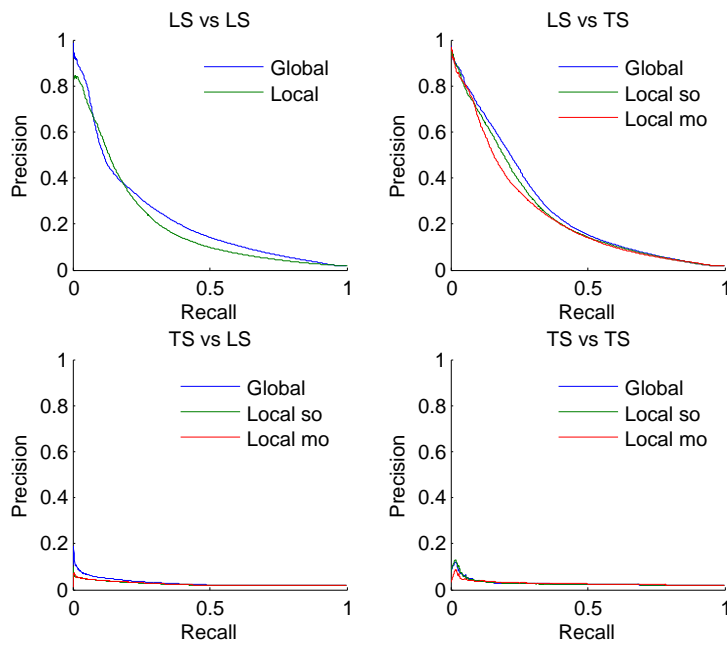 LS vs LS
1
0.8
0.6
0.4
0.2
0
Precision
Global
Local
0 0.5 1
Recall
LS vs TS
1
0.8
0.6
0.4
0.2
0
Precision
Global
Local so
Local mo
0 0.5 1
Recall
TS vs LS
1
0.8
0.6
0.4
0.2
0
Precision
Global
Local so
Local mo
0 0.5 1
Recall
TS vs TS
1
0.8
0.6
0.4
0.2
0
Precision
Global
Local so
Local mo
0 0.5 1
Recall